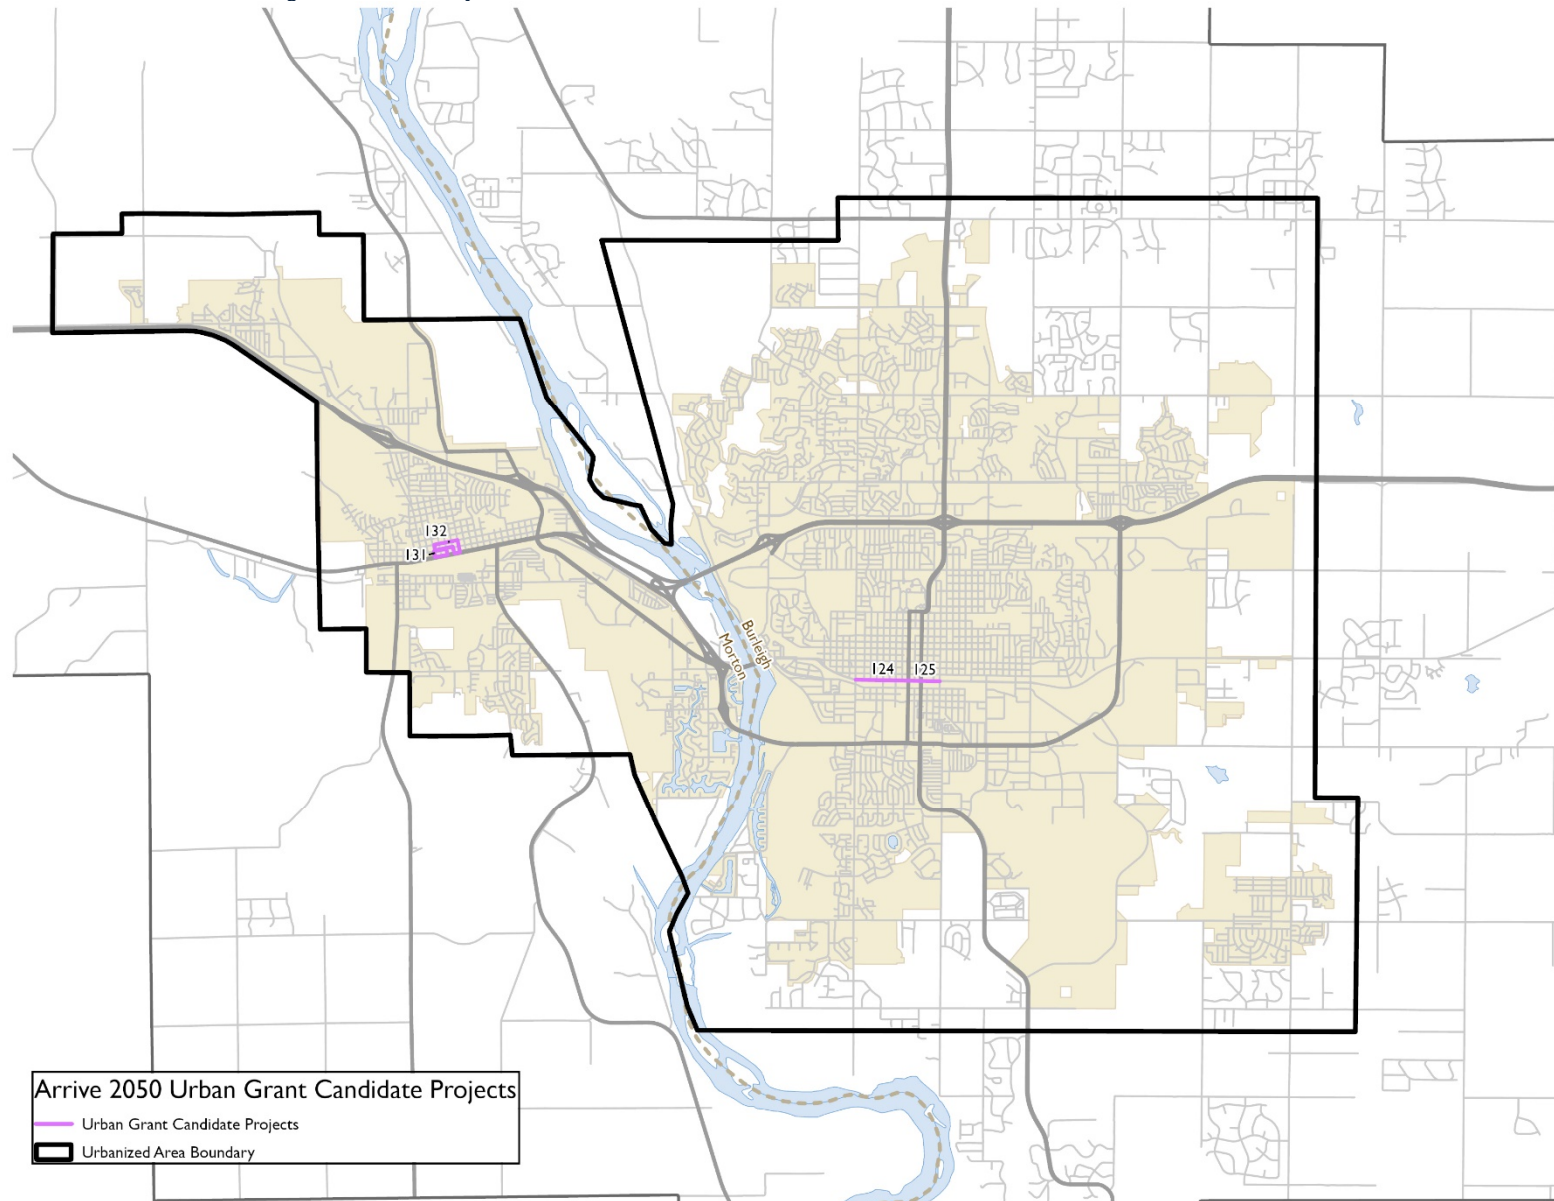 132
131
Burleigh
Morton
124
125
Arrive 2050 Urban Grant Candidate Projects
Urban Grant Candidate Projects
Urbanized Area Boundary